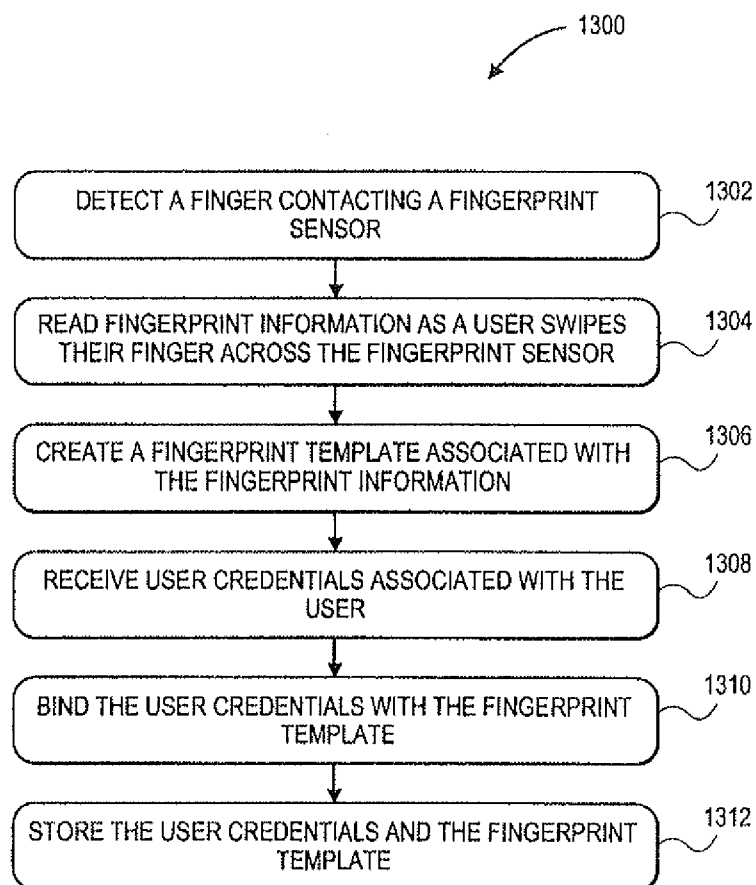 1300
DETECT A FINGER CONTACTING A FINGERPRINT
SENSOR
1302
READ FINGERPRINT INFORMATION AS A USER SWIPES
THEIR FINGER ACROSS THE FINGERPRINT SENSOR
1304
CREATE A FINGERPRINT TEMPLATE ASSOCIATED WITH
THE FINGERPRINT INFORMATION
1306
RECEIVE USER CREDENTIALS ASSOCIATED WITH THE
USER
1308
BIND THE USER CREDENTIALS WITH THE FINGERPRINT
TEMPLATE
1310
STORE THE USER CREDENTIALS AND THE FINGERPRINT
TEMPLATE
1312